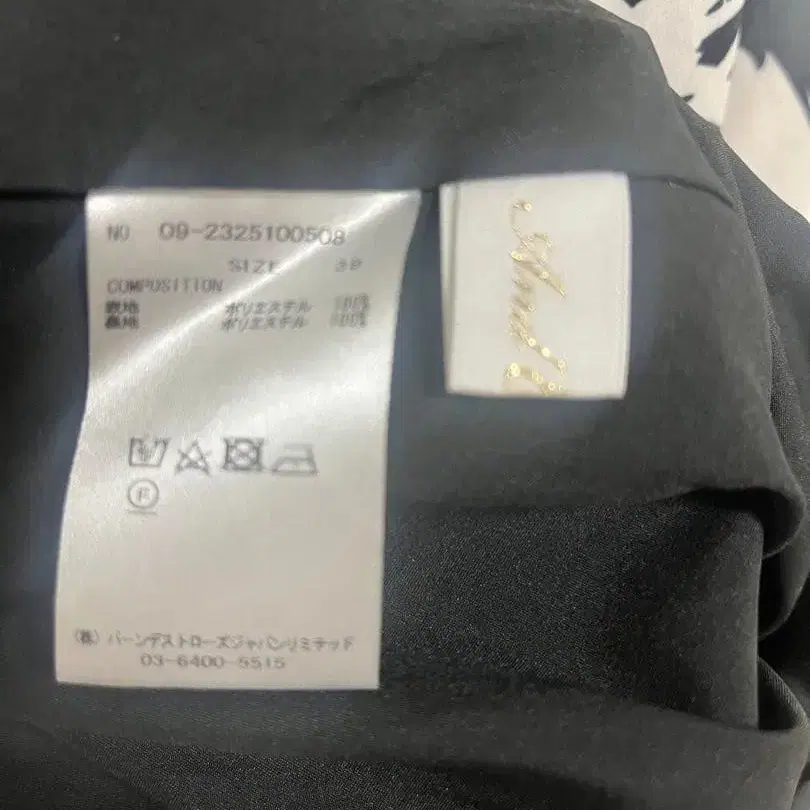 NO 09-2325100508
SIZE 38
COMPOSITION
表地 ポリエステル 100%
裏地 ポリエステル 100%
F
(株) バーンデストローズジャパンリミテッド
03-6400-5515
And